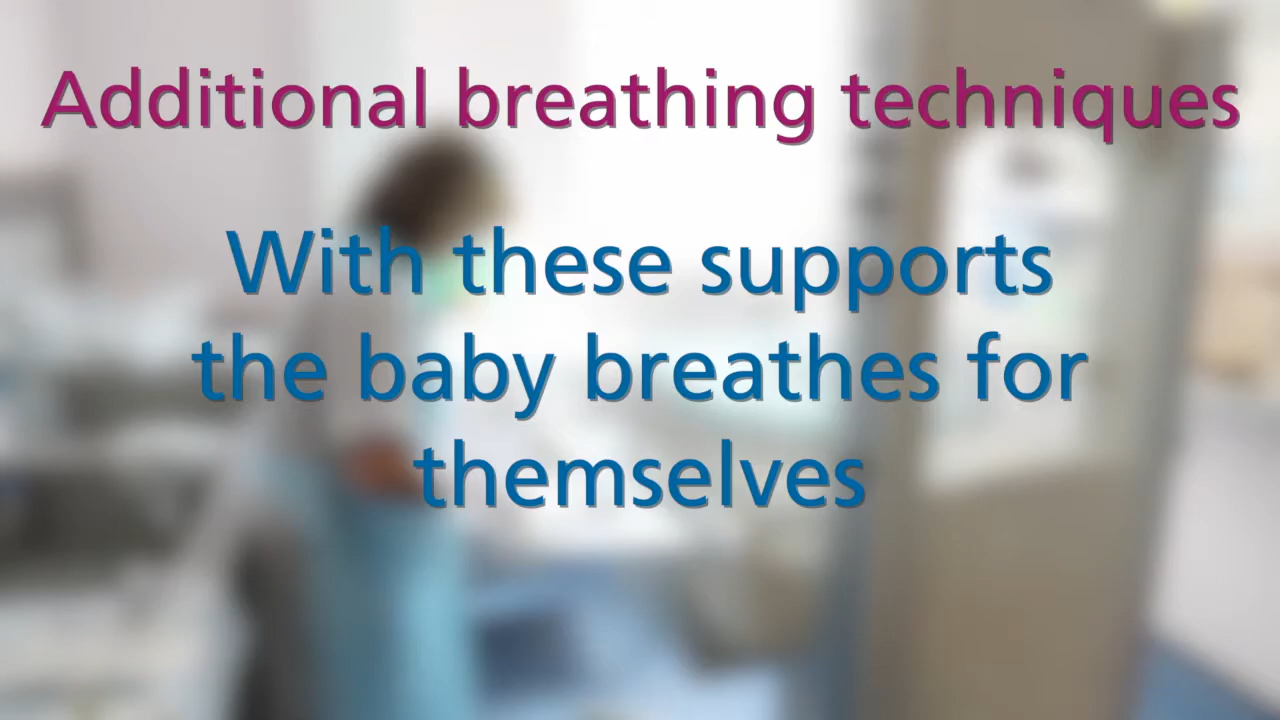 Additional breathing techniques
With these supports
the baby breathes for
themselves